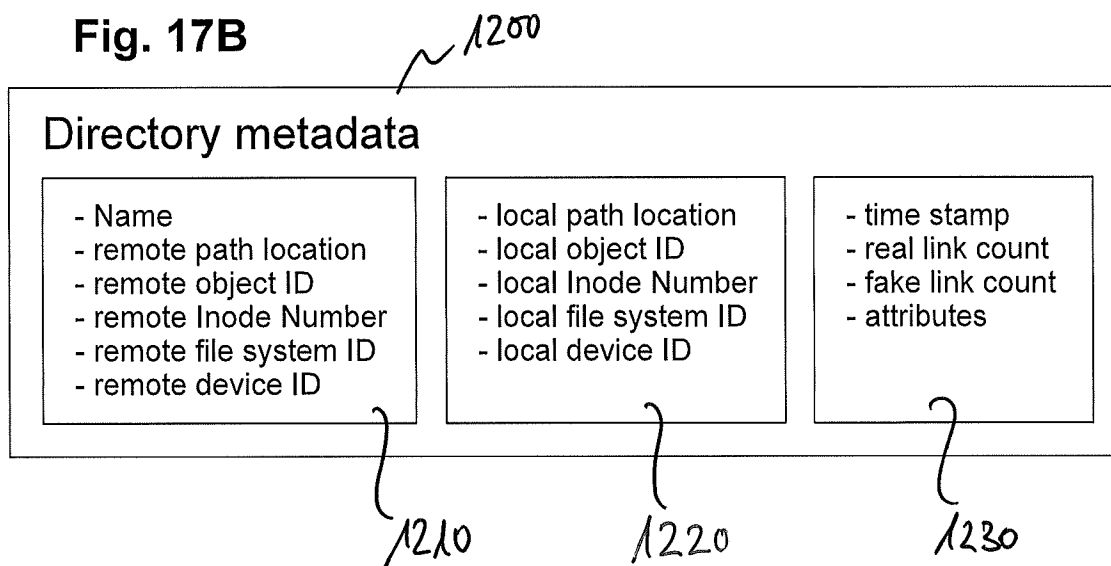 Fig. 17B
1200
Directory metadata
- Name
- remote path location
- remote object ID
- remote Inode Number
- remote file system ID
- remote device ID
- local path location
- local object ID
- local Inode Number
- local file system ID
- local device ID
- time stamp
- real link count
- fake link count
- attributes
1210
1220
1230